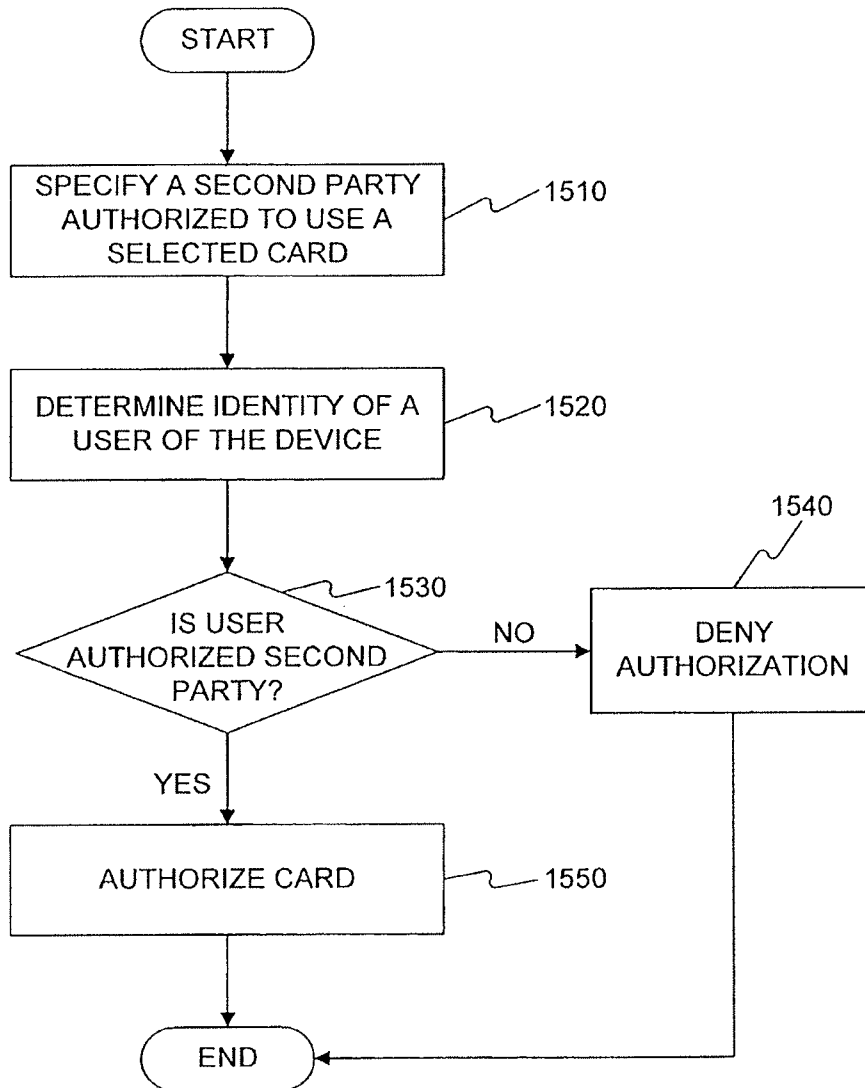 START
SPECIFY A SECOND PARTY
AUTHORIZED TO USE A
SELECTED CARD
1510
DETERMINE IDENTITY OF A
USER OF THE DEVICE
1520
1530
IS USER
AUTHORIZED SECOND
PARTY?
NO
1540
DENY
AUTHORIZATION
YES
AUTHORIZE CARD
1550
END